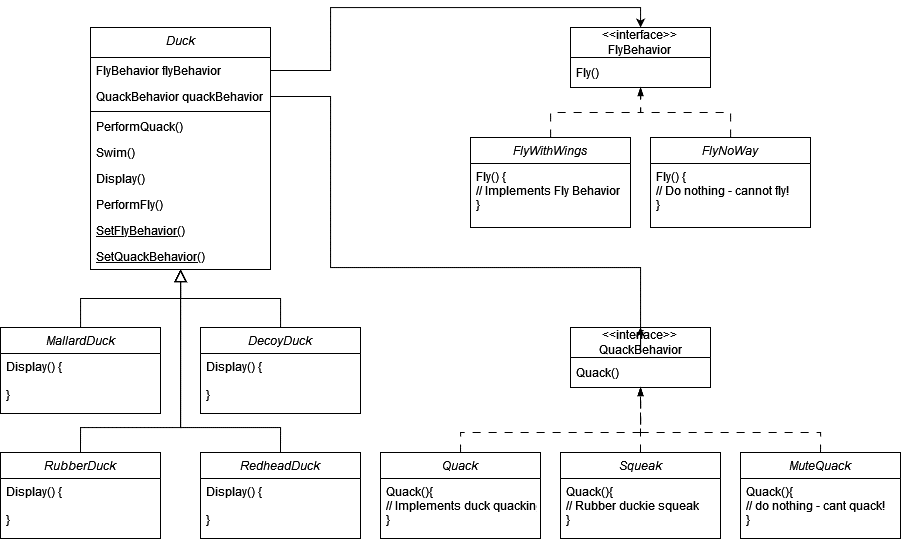 Duck
FlyBehavior flyBehavior
QuackBehavior quackBehavior
PerformQuack()
Swim()
Display()
PerformFly()
SetFlyBehavior()
SetQuackBehavior()
<<interface>>
FlyBehavior
Fly()
FlyWithWings
Fly() {
// Implements Fly Behavior
}
FlyNoWay
Fly() {
// Do nothing - cannot fly!
}
MallardDuck
Display() {
}
DecoyDuck
Display() {
}
<<interface>>
QuackBehavior
Quack()
RubberDuck
Display() {
}
RedheadDuck
Display() {
}
Quack
Quack(){
// Implements duck quackin
}
Squeak
Quack(){
// Rubber duckie squeak
}
MuteQuack
Quack(){
// do nothing - cant quack!
}